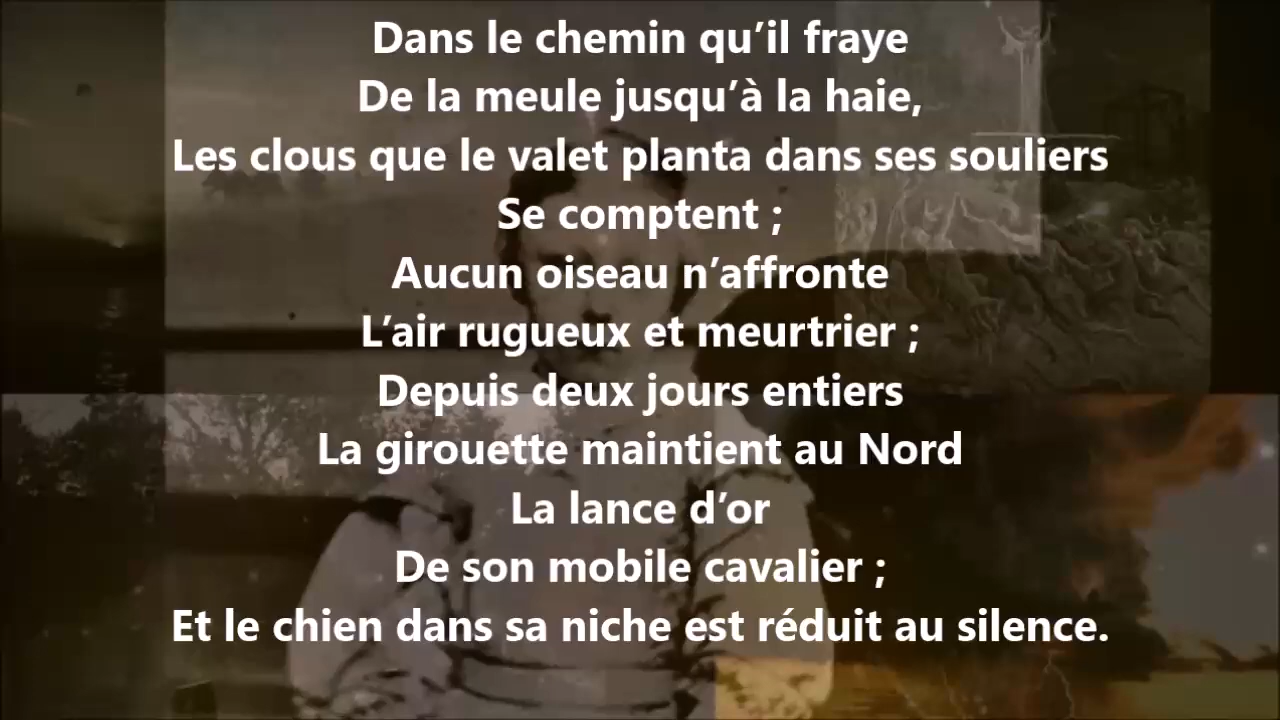 Dans le chemin qu’il fraye
De la meule jusqu’à la haie,
Les clous que le valet planta dans ses souliers
Se comptent ;
Aucun oiseau n’affronte
L’air rugueux et meurtrier ;
Depuis deux jours entiers
La girouette maintient au Nord
La lance d’or
De son mobile cavalier ;
Et le chien dans sa niche est réduit au silence.